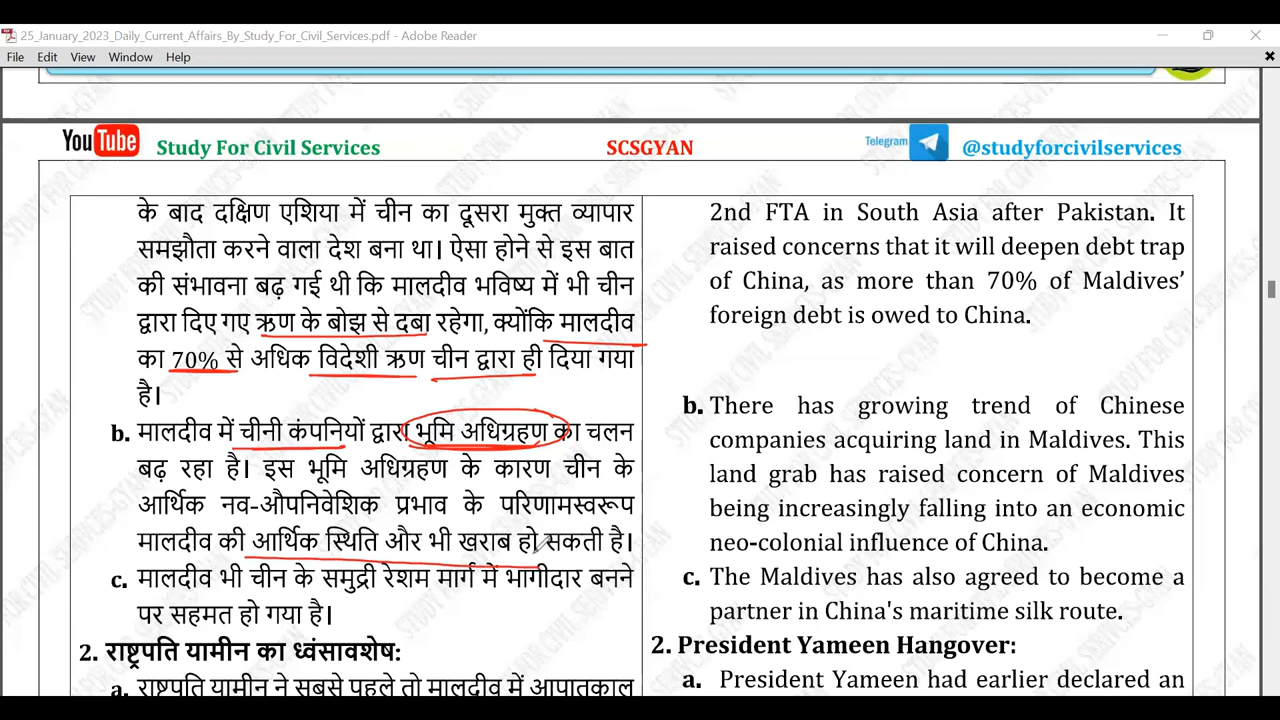 25_January_2023_Daily_Current_Affairs_By_Study_For_Civil_Services.pdf - Adobe Reader
File Edit View Window Help
YouTube Study For Civil Services SCSGYAN Telegram @studyforcivilservices
के बाद दक्षिण एशिया में चीन का दूसरा मुक्त व्यापार
समझौता करने वाला देश बना था। ऐसा होने से इस बात
की संभावना बढ़ गई थी कि मालदीव भविष्य में भी चीन
द्वारा दिए गए ऋण के बोझ से दबा रहेगा, क्योंकि मालदीव
का 70% से अधिक विदेशी ऋण चीन द्वारा ही दिया गया
है।
b. मालदीव में चीनी कंपनियों द्वारा भूमि अधिग्रहण का चलन
बढ़ रहा है। इस भूमि अधिग्रहण के कारण चीन के
आर्थिक नव-औपनिवेशिक प्रभाव के परिणामस्वरूप
मालदीव की आर्थिक स्थिति और भी खराब हो सकती है।
c. मालदीव भी चीन के समुद्री रेशम मार्ग में भागीदार बनने
पर सहमत हो गया है।
2. राष्ट्रपति यामीन का ध्वंसावशेष:
a. राष्ट्रपति यामीन ने सबसे पहले तो मालदीव में आपातकाल
2nd FTA in South Asia after Pakistan. It
raised concerns that it will deepen debt trap
of China, as more than 70% of Maldives’
foreign debt is owed to China.
b. There has growing trend of Chinese
companies acquiring land in Maldives. This
land grab has raised concern of Maldives
being increasingly falling into an economic
neo-colonial influence of China.
c. The Maldives has also agreed to become a
partner in China's maritime silk route.
2. President Yameen Hangover:
a. President Yameen had earlier declared an